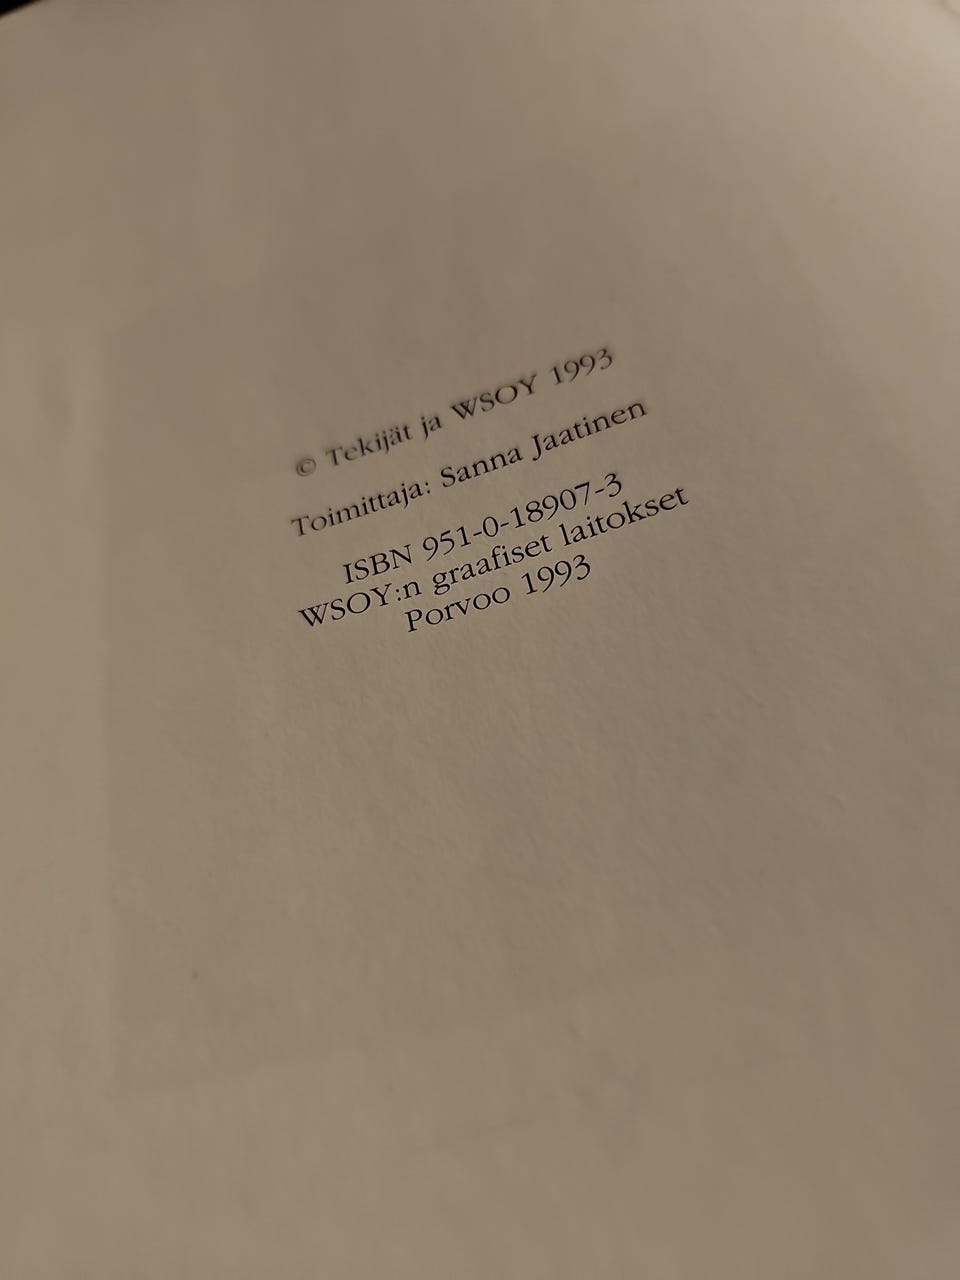 © Tekijät ja WSOY 1993
Toimittaja: Sanna Jaatinen
ISBN 951-0-18907-3
WSOY:n graafiset laitokset
Porvoo 1993